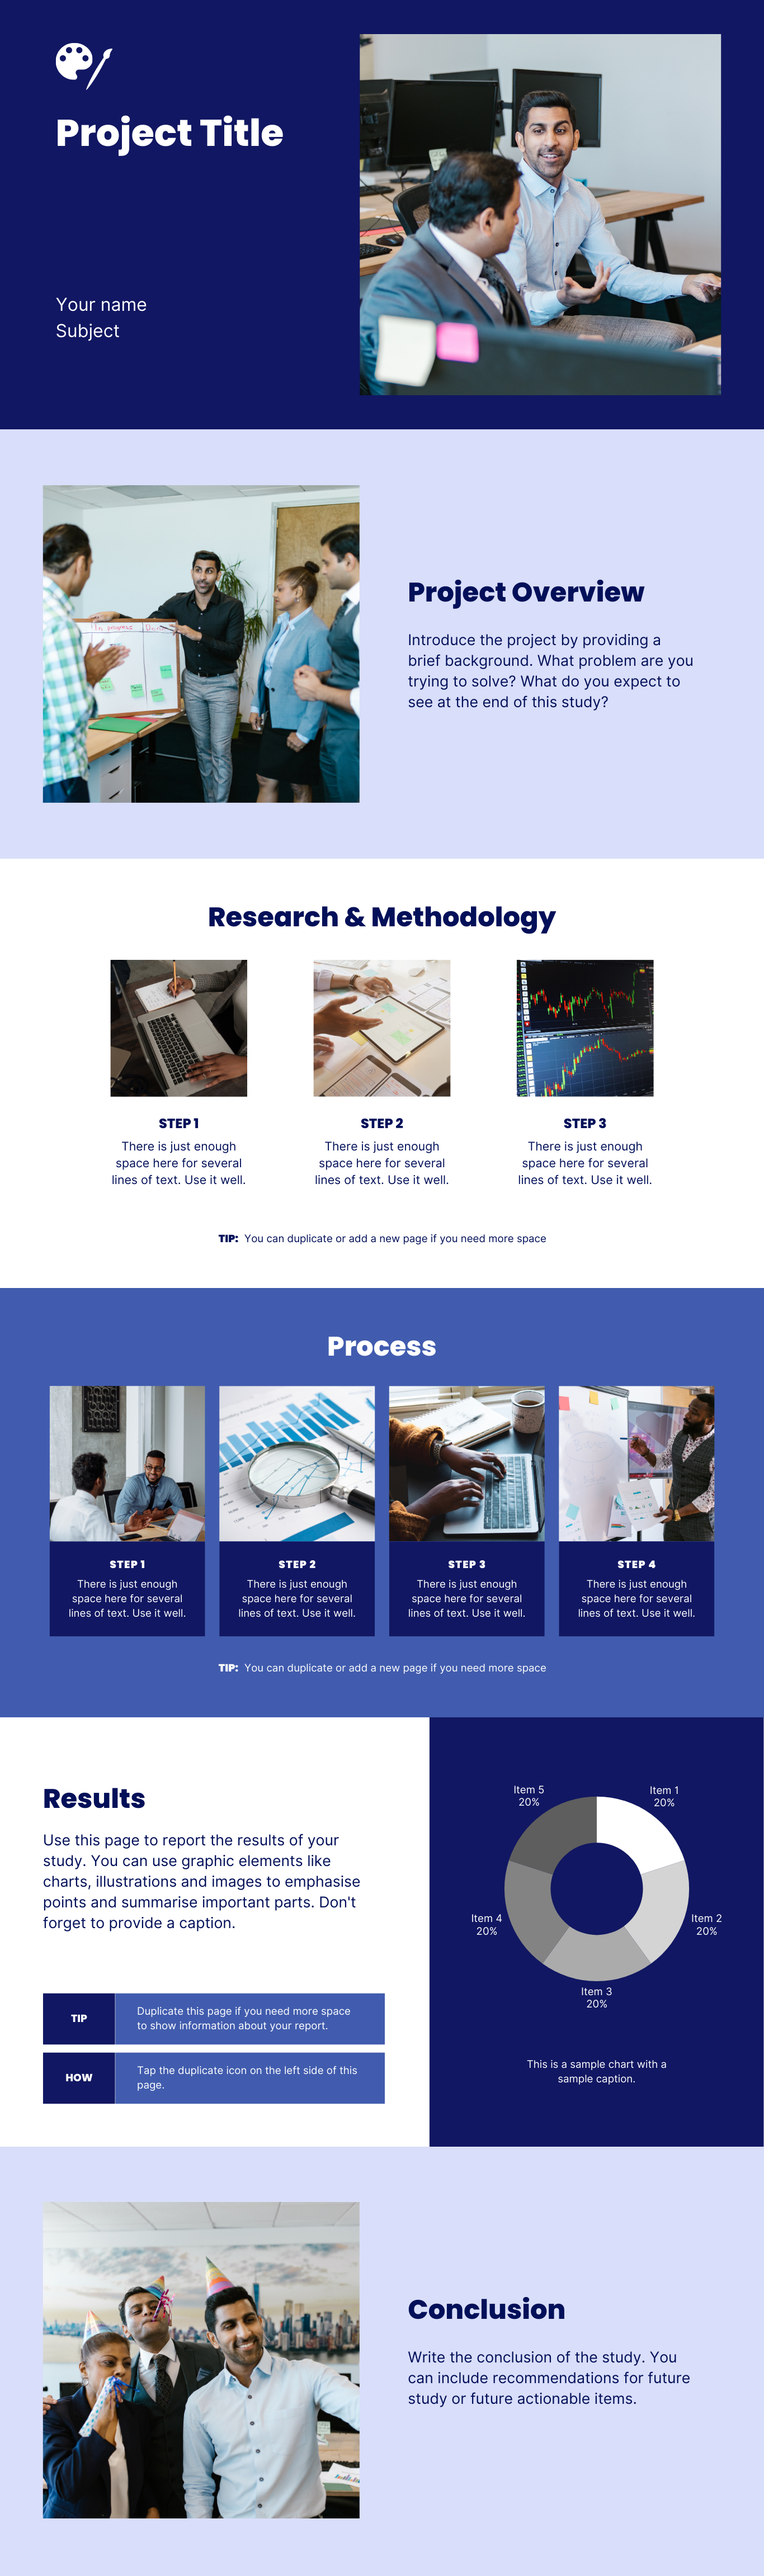 Project Title
Your name
Subject
Project Overview
Introduce the project by providing a
brief background. What problem are you
trying to solve? What do you expect to
see at the end of this study?
Research & Methodology
STEP 1
There is just enough
space here for several
lines of text. Use it well.
STEP 2
There is just enough
space here for several
lines of text. Use it well.
STEP 3
There is just enough
space here for several
lines of text. Use it well.
TIP: You can duplicate or add a new page if you need more space
Process
STEP 1
There is just enough
space here for several
lines of text. Use it well.
STEP 2
There is just enough
space here for several
lines of text. Use it well.
STEP 3
There is just enough
space here for several
lines of text. Use it well.
STEP 4
There is just enough
space here for several
lines of text. Use it well.
TIP: You can duplicate or add a new page if you need more space
Results
Use this page to report the results of your
study. You can use graphic elements like
charts, illustrations and images to emphasise
points and summarise important parts. Don't
forget to provide a caption.
TIP
Duplicate this page if you need more space
to show information about your report.
HOW
Tap the duplicate icon on the left side of this
page.
Item 5
20%
Item 1
20%
Item 4
20%
Item 2
20%
Item 3
20%
This is a sample chart with a
sample caption.
Conclusion
Write the conclusion of the study. You
can include recommendations for future
study or future actionable items.